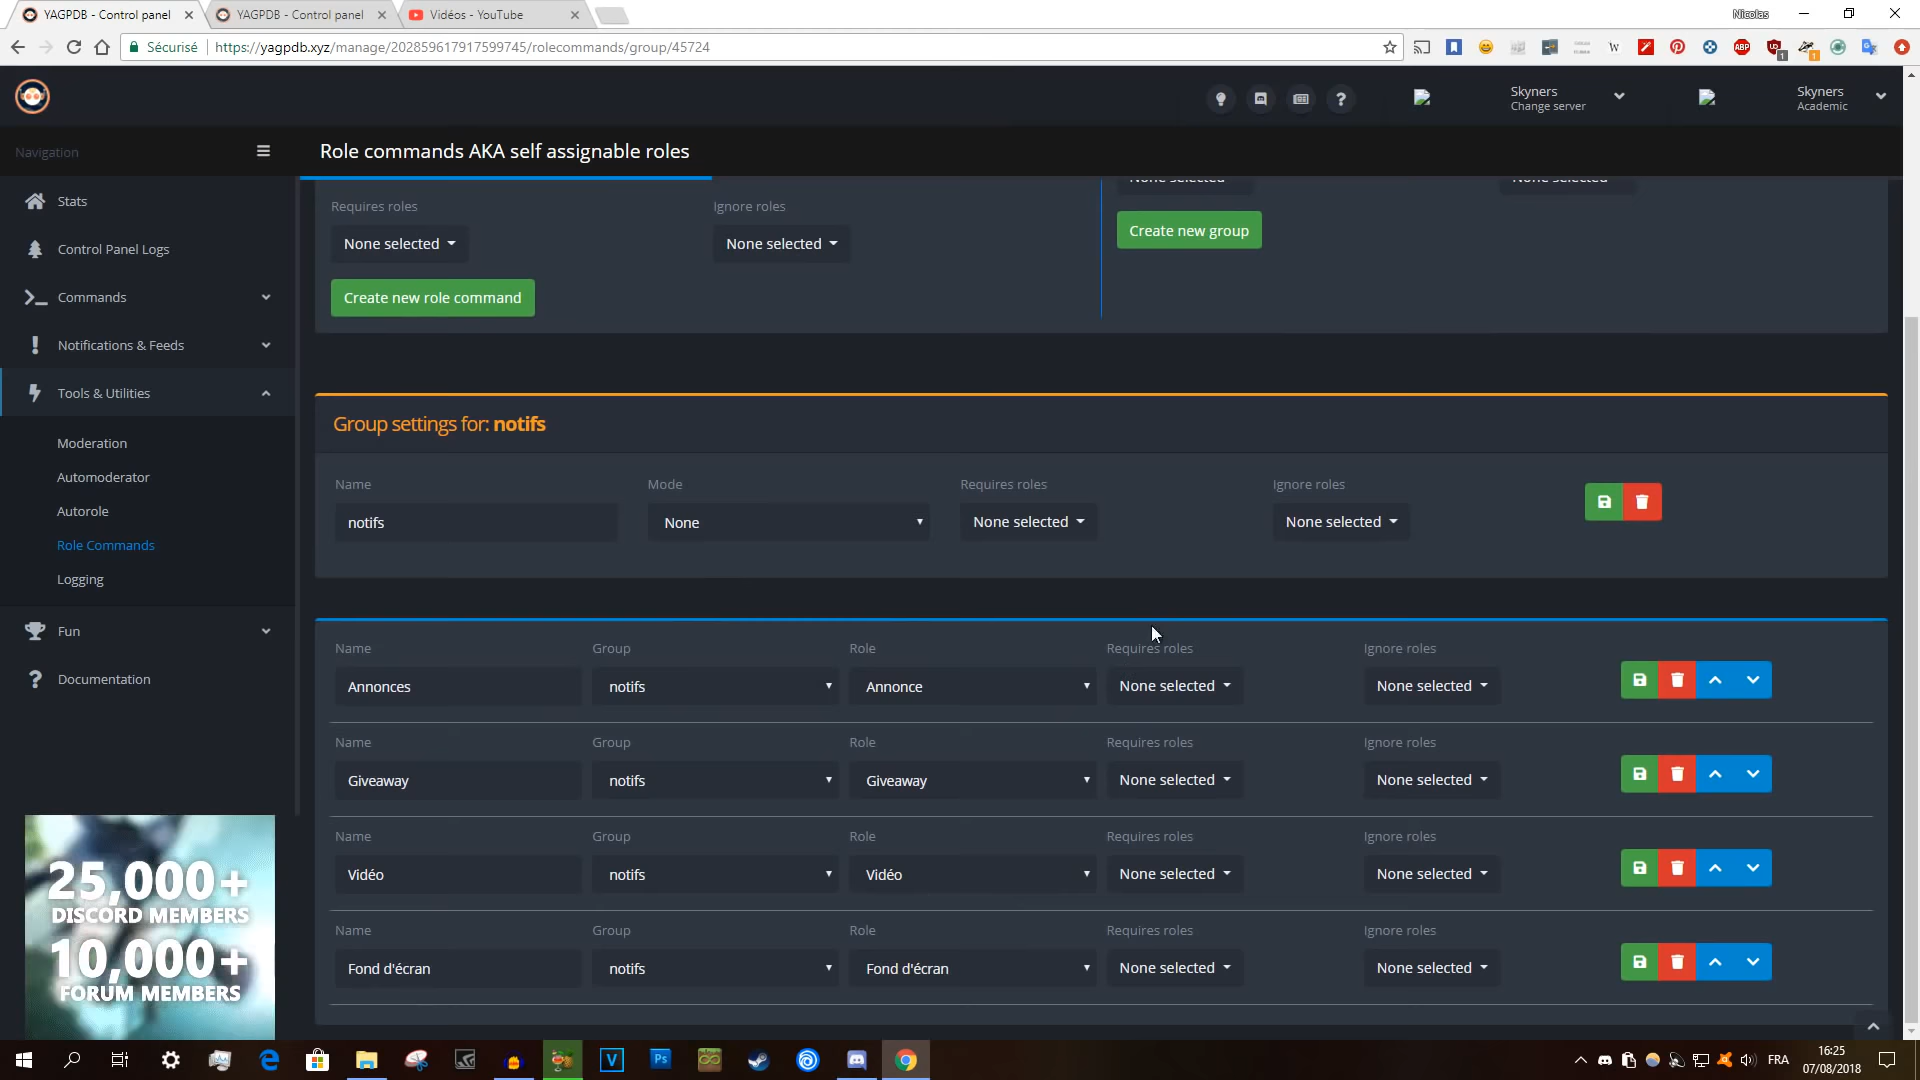 YAGPDB - Control panel
YAGPDB - Control panel
Vidéos - YouTube
Nicolas
Sécurisé
https://yagpdb.xyz/manage/202859617917599745/rolecommands/group/45724
Skyners
Change server
Skyners
Academic
Navigation
Role commands AKA self assignable roles
Stats
Control Panel Logs
Commands
Notifications & Feeds
Tools & Utilities
Moderation
Automoderator
Autorole
Role Commands
Logging
Fun
Documentation
25,000+
DISCORD MEMBERS
10,000+
FORUM MEMBERS
None selected
None selected
Requires roles
Ignore roles
None selected
None selected
Create new group
Create new role command
Group settings for: notifs
Name
Mode
Requires roles
Ignore roles
notifs
None
None selected
None selected
Name
Group
Role
Requires roles
Ignore roles
Annonces
notifs
Annonce
None selected
None selected
Name
Group
Role
Requires roles
Ignore roles
Giveaway
notifs
Giveaway
None selected
None selected
Name
Group
Role
Requires roles
Ignore roles
Vidéo
notifs
Vidéo
None selected
None selected
Name
Group
Role
Requires roles
Ignore roles
Fond d'écran
notifs
Fond d'écran
None selected
None selected
FRA
16:25
07/08/2018